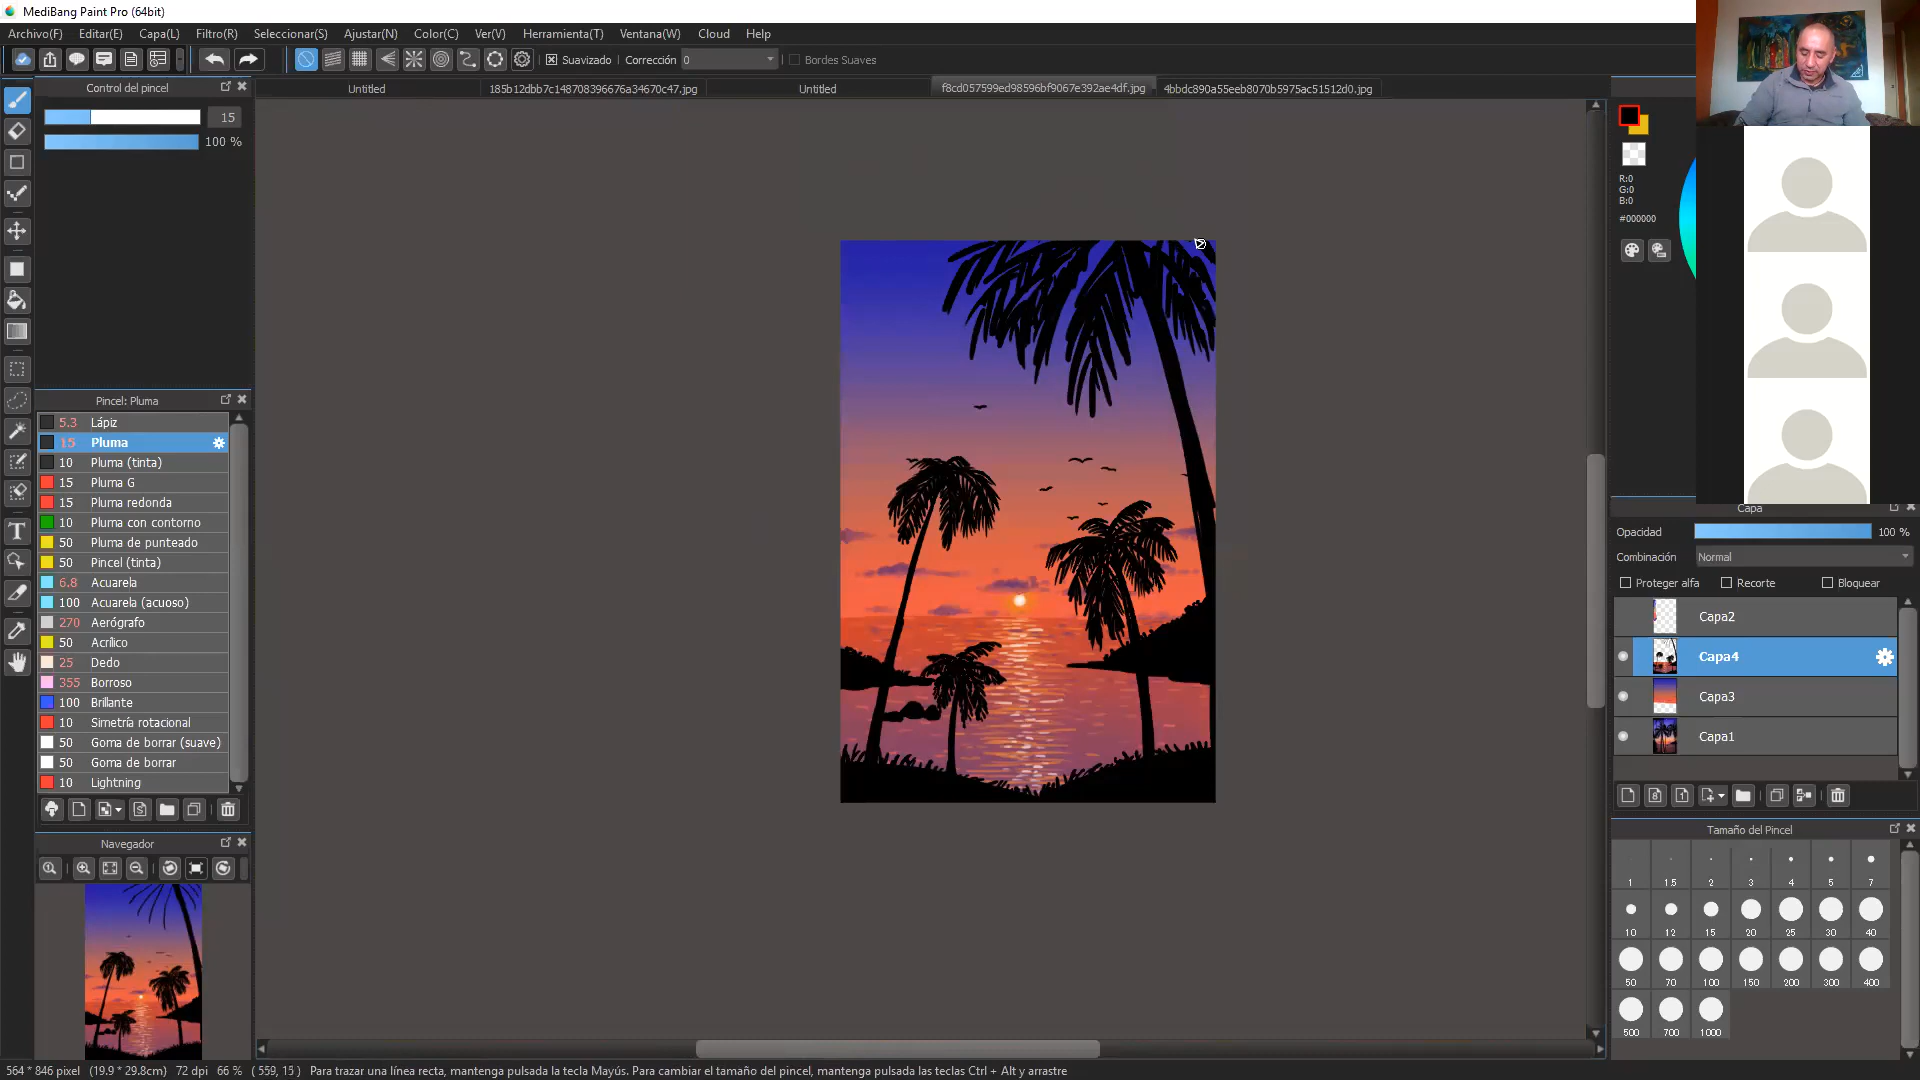 MediBang Paint Pro (64bit)
Archivo(F) Editar(E) Capa(L) Filtro(R) Seleccionar(S) Ajustar(N) Color(C) Ver(V) Herramienta(T) Ventana(W) Cloud Help
Suavizado Corrección 0 Bordes Suaves
Control del pincel
Untitled 185b12dbb7c148708396676a34670c47.jpg Untitled f8cd057599ed98596bf9067e392ae4df.jpg 4bbdc890a55eeb8070b5975ac51512d0.jpg
15
100 %
R:0
G:0
B:0
#000000
Pincel: Pluma
5.3 Lápiz
15 Pluma
10 Pluma (tinta)
15 Pluma G
15 Pluma redonda
10 Pluma con contorno
50 Pluma de punteado
50 Pincel (tinta)
6.8 Acuarela
100 Acuarela (acuoso)
270 Aerógrafo
50 Acrílico
25 Dedo
355 Borroso
100 Brillante
10 Simetría rotacional
50 Goma de borrar (suave)
50 Goma de borrar
10 Lightning
Navegador
Capa
Opacidad 100 %
Combinación Normal
Proteger alfa Recorte Bloquear
Capa2
Capa4
Capa3
Capa1
Tamaño del Pincel
1 1.5 2 3 4 5 7
10 12 15 20 25 30 40
50 70 100 150 200 300 400
500 700 1000
564 * 846 pixel (19.9 * 29.8cm) 72 dpi 66 % ( 559, 15 ) Para trazar una línea recta, mantenga pulsada la tecla Mayús. Para cambiar el tamaño del pincel, mantenga pulsadas las teclas Ctrl + Alt y arrastre